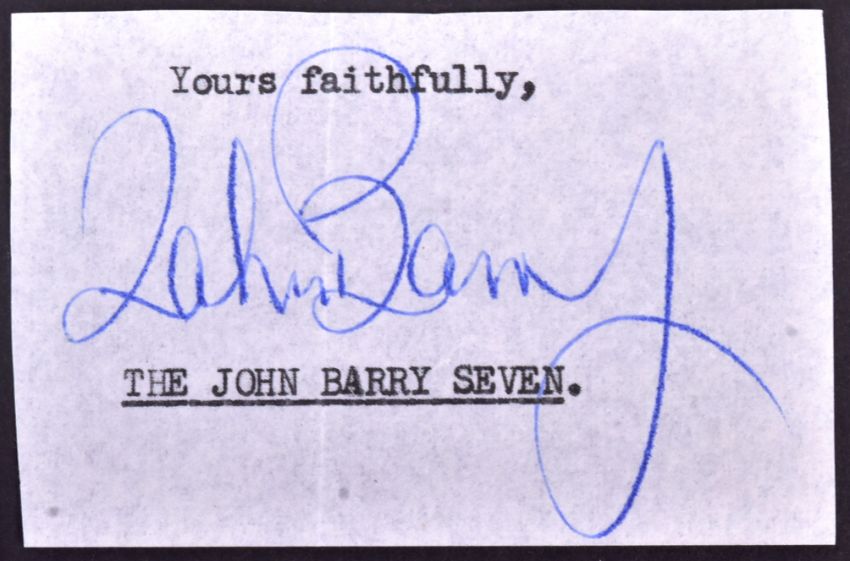 Yours faithfully,
John Barry
THE JOHN BARRY SEVEN.